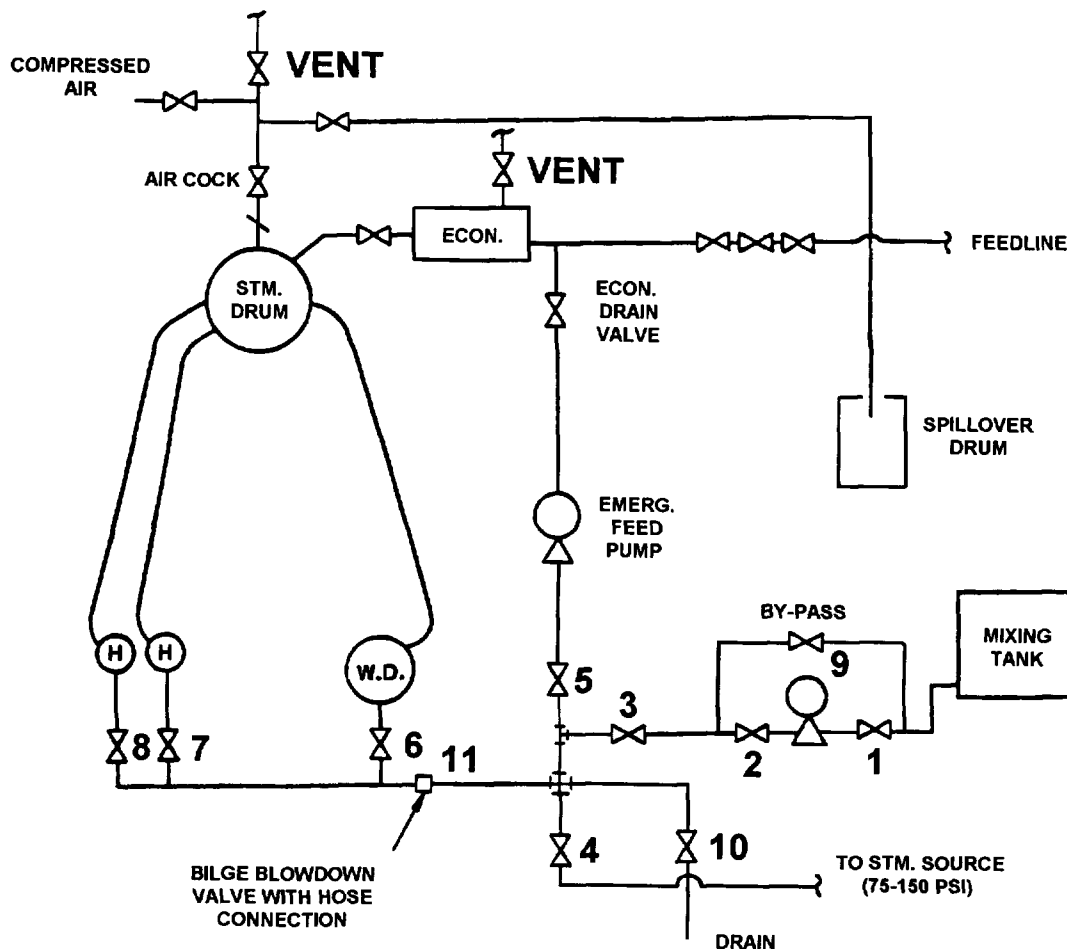 VENT
COMPRESSED
AIR
VENT
AIR COCK
ECON.
FEEDLINE
STM.
DRUM
ECON.
DRAIN
VALVE
SPILLOVER
DRUM
EMERG.
FEED
PUMP
BY-PASS
MIXING
TANK
H
H
W.D.
5
9
3
8
7
6
2
1
11
4
10
BILGE BLOWDOWN
VALVE WITH HOSE
CONNECTION
TO STM. SOURCE
(75-150 PSI)
DRAIN